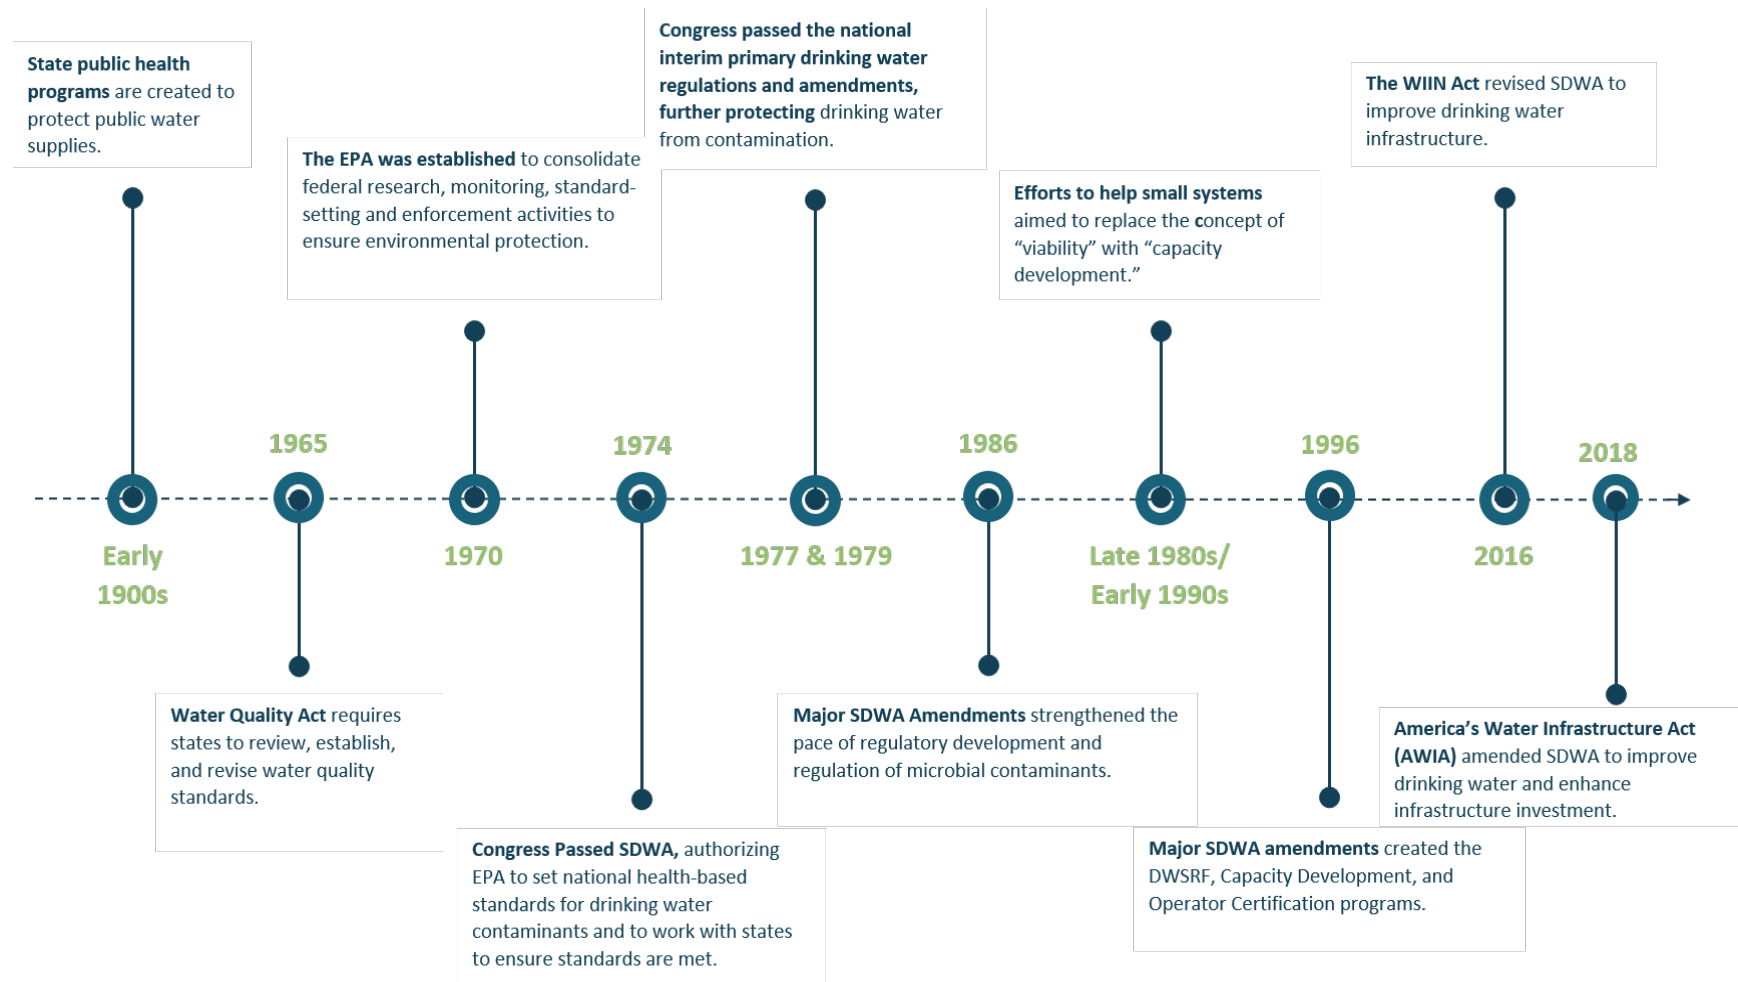 State public health
programs are created to
protect public water
supplies.
The EPA was established to consolidate
federal research, monitoring, standard-
setting and enforcement activities to
ensure environmental protection.
Congress passed the national
interim primary drinking water
regulations and amendments,
further protecting drinking water
from contamination.
Efforts to help small systems
aimed to replace the concept of
“viability” with “capacity
development.”
The WIIN Act revised SDWA to
improve drinking water
infrastructure.
Early
1900s
1965
1970
1974
1977 & 1979
1986
Late 1980s/
Early 1990s
1996
2016
2018
Water Quality Act requires
states to review, establish,
and revise water quality
standards.
Congress Passed SDWA, authorizing
EPA to set national health-based
standards for drinking water
contaminants and to work with states
to ensure standards are met.
Major SDWA Amendments strengthened the
pace of regulatory development and
regulation of microbial contaminants.
Major SDWA amendments created the
DWSRF, Capacity Development, and
Operator Certification programs.
America’s Water Infrastructure Act
(AWIA) amended SDWA to improve
drinking water and enhance
infrastructure investment.